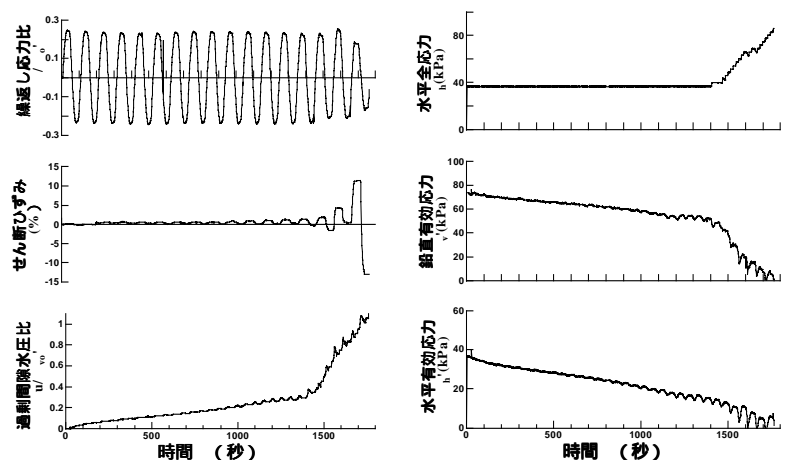 繰返し応力比
/ o'
0.3
0.1
-0.1
-0.3
せん断ひずみ
(%)
15
10
5
0
-5
-10
-15
過剰間隙水圧比
u/ vo'
1
0.8
0.6
0.4
0.2
0
0 500 1000 1500
時間 (秒)
水平全応力
h(kPa)
80
40
0
鉛直有効応力
v'(kPa)
100
80
60
40
20
0
水平有効応力
h'(kPa)
60
40
20
0
0 500 1000 1500
時間 (秒)